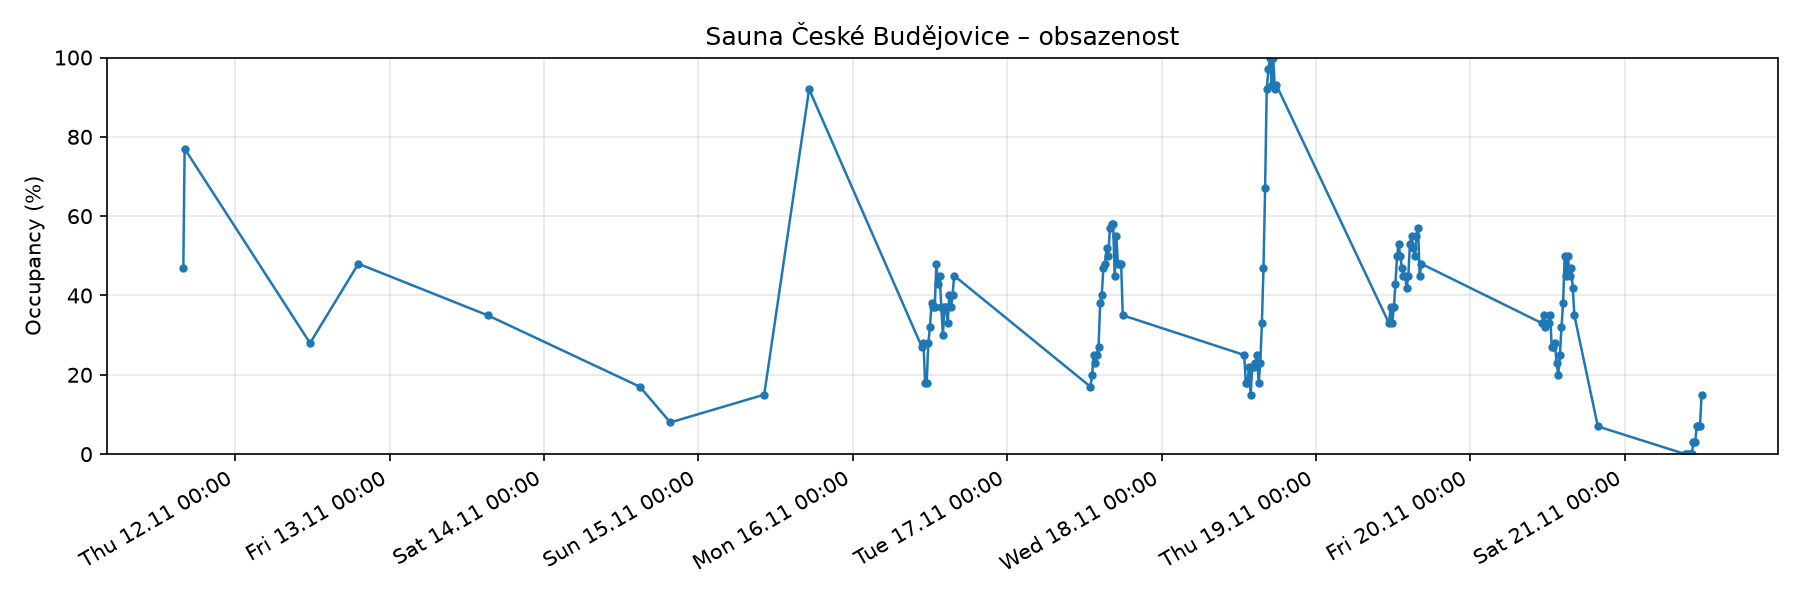 Sauna České Budějovice – obsazenost
Occupancy (%)
100
80
60
40
20
0
Thu 12.11 00:00
Fri 13.11 00:00
Sat 14.11 00:00
Sun 15.11 00:00
Mon 16.11 00:00
Tue 17.11 00:00
Wed 18.11 00:00
Thu 19.11 00:00
Fri 20.11 00:00
Sat 21.11 00:00